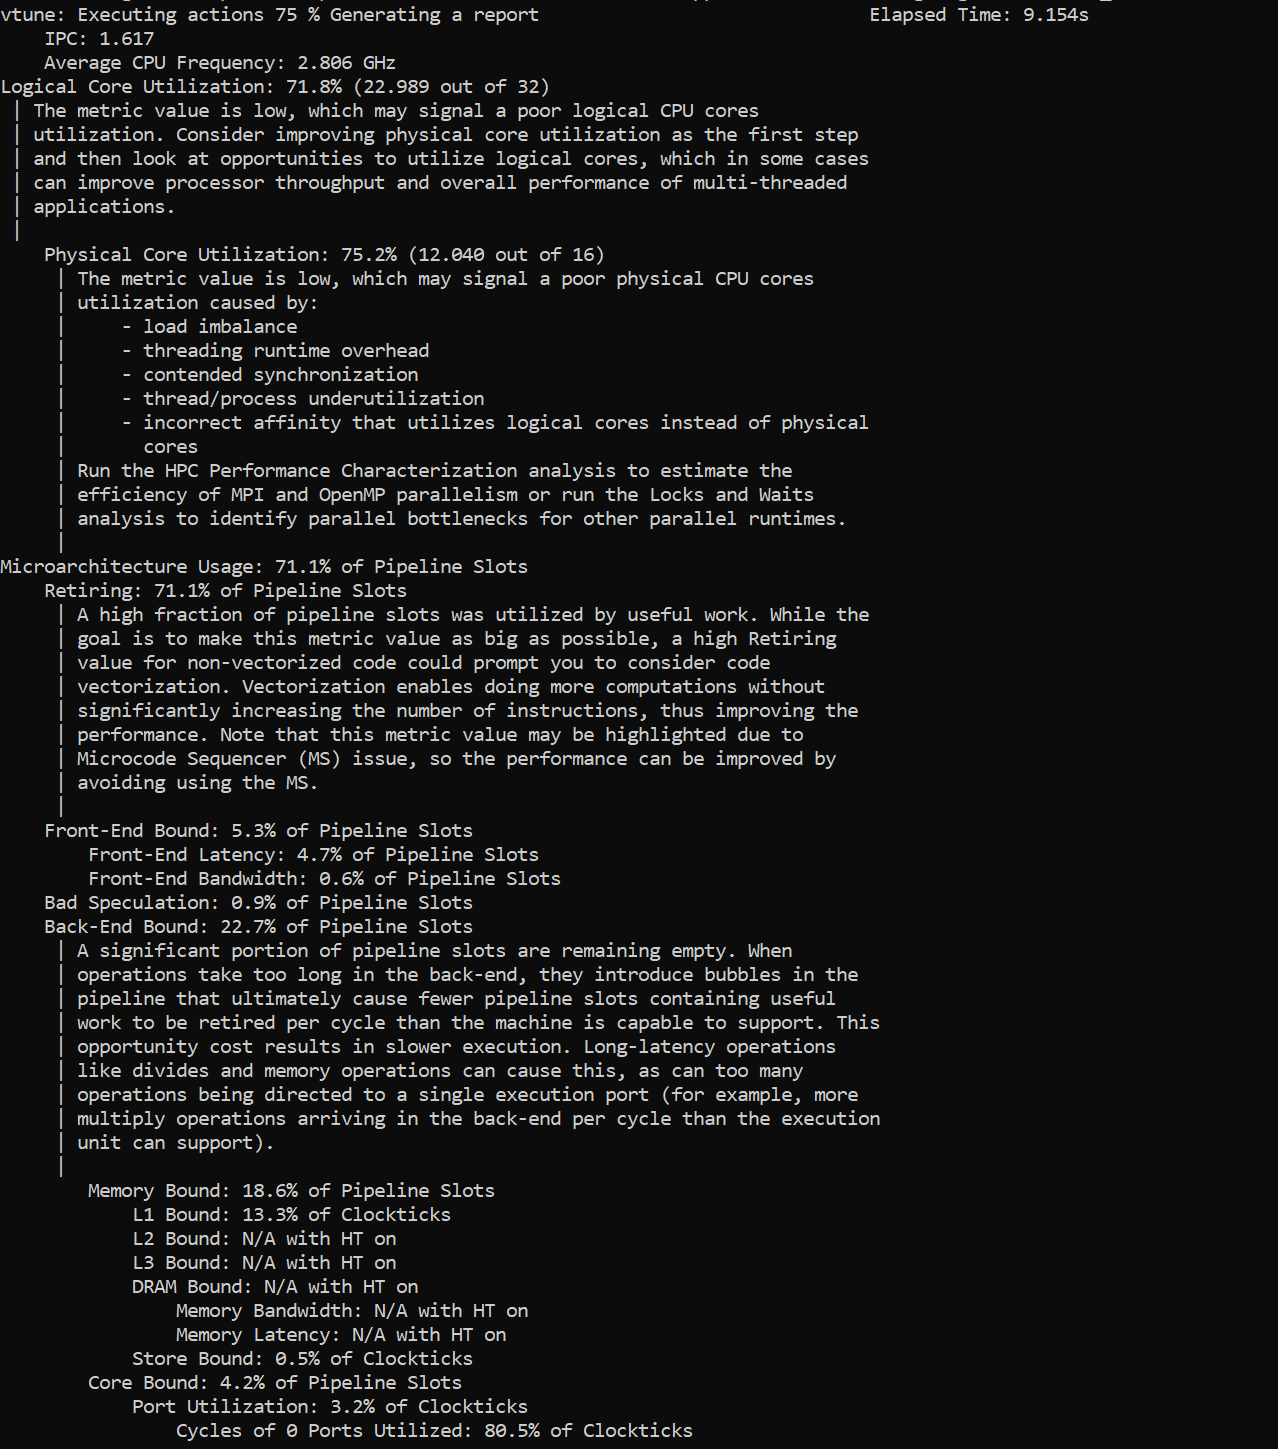 vtune: Executing actions 75 % Generating a report                              Elapsed Time: 9.154s
    IPC: 1.617
    Average CPU Frequency: 2.806 GHz
Logical Core Utilization: 71.8% (22.989 out of 32)
 | The metric value is low, which may signal a poor logical CPU cores
 | utilization. Consider improving physical core utilization as the first step
 | and then look at opportunities to utilize logical cores, which in some cases
 | can improve processor throughput and overall performance of multi-threaded
 | applications.
 |
    Physical Core Utilization: 75.2% (12.040 out of 16)
     | The metric value is low, which may signal a poor physical CPU cores
     | utilization caused by:
     |     - load imbalance
     |     - threading runtime overhead
     |     - contended synchronization
     |     - thread/process underutilization
     |     - incorrect affinity that utilizes logical cores instead of physical
     |       cores
     | Run the HPC Performance Characterization analysis to estimate the
     | efficiency of MPI and OpenMP parallelism or run the Locks and Waits
     | analysis to identify parallel bottlenecks for other parallel runtimes.
     |
Microarchitecture Usage: 71.1% of Pipeline Slots
    Retiring: 71.1% of Pipeline Slots
     | A high fraction of pipeline slots was utilized by useful work. While the
     | goal is to make this metric value as big as possible, a high Retiring
     | value for non-vectorized code could prompt you to consider code
     | vectorization. Vectorization enables doing more computations without
     | significantly increasing the number of instructions, thus improving the
     | performance. Note that this metric value may be highlighted due to
     | Microcode Sequencer (MS) issue, so the performance can be improved by
     | avoiding using the MS.
     |
    Front-End Bound: 5.3% of Pipeline Slots
        Front-End Latency: 4.7% of Pipeline Slots
        Front-End Bandwidth: 0.6% of Pipeline Slots
    Bad Speculation: 0.9% of Pipeline Slots
    Back-End Bound: 22.7% of Pipeline Slots
     | A significant portion of pipeline slots are remaining empty. When
     | operations take too long in the back-end, they introduce bubbles in the
     | pipeline that ultimately cause fewer pipeline slots containing useful
     | work to be retired per cycle than the machine is capable to support. This
     | opportunity cost results in slower execution. Long-latency operations
     | like divides and memory operations can cause this, as can too many
     | operations being directed to a single execution port (for example, more
     | multiply operations arriving in the back-end per cycle than the execution
     | unit can support).
     |
        Memory Bound: 18.6% of Pipeline Slots
            L1 Bound: 13.3% of Clockticks
            L2 Bound: N/A with HT on
            L3 Bound: N/A with HT on
            DRAM Bound: N/A with HT on
                Memory Bandwidth: N/A with HT on
                Memory Latency: N/A with HT on
            Store Bound: 0.5% of Clockticks
        Core Bound: 4.2% of Pipeline Slots
            Port Utilization: 3.2% of Clockticks
                Cycles of 0 Ports Utilized: 80.5% of Clockticks